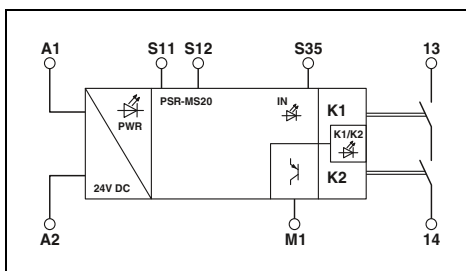 A1 S11 S12 S35 13
PSR-MS20 IN K1
PWR K1/K2
24V DC K2
A2 M1 14